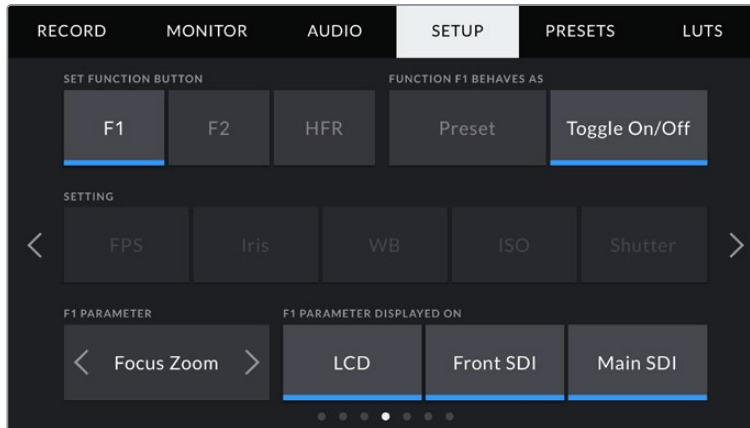 RECORD MONITOR AUDIO SETUP PRESETS LUTS
SET FUNCTION BUTTON FUNCTION F1 BEHAVES AS
F1 F2 HFR Preset Toggle On/Off
SETTING
FPS Iris WB ISO Shutter
F1 PARAMETER F1 PARAMETER DISPLAYED ON
Focus Zoom LCD Front SDI Main SDI